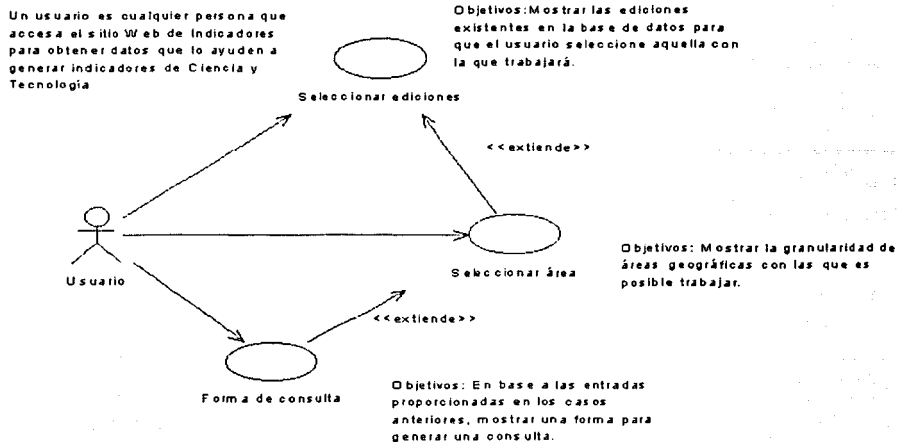 Un usuario es cualquier persona que
accesa el sitio Web de Indicadores
para obtener datos que lo ayuden a
generar indicadores de Ciencia y
Tecnología
Objetivos:Mostrar las ediciones
existentes en la base de datos para
que el usuario seleccione aquella con
la que trabajará.
Seleccionar ediciones
<<extiende>>
Usuario
Seleccionar área
Objetivos: Mostrar la granularidad de
áreas geográficas con las que es
posible trabajar.
<<extiende>>
Forma de consulta
Objetivos: En base a las entradas
proporcionadas en los casos
anteriores, mostrar una forma para
generar una consulta.